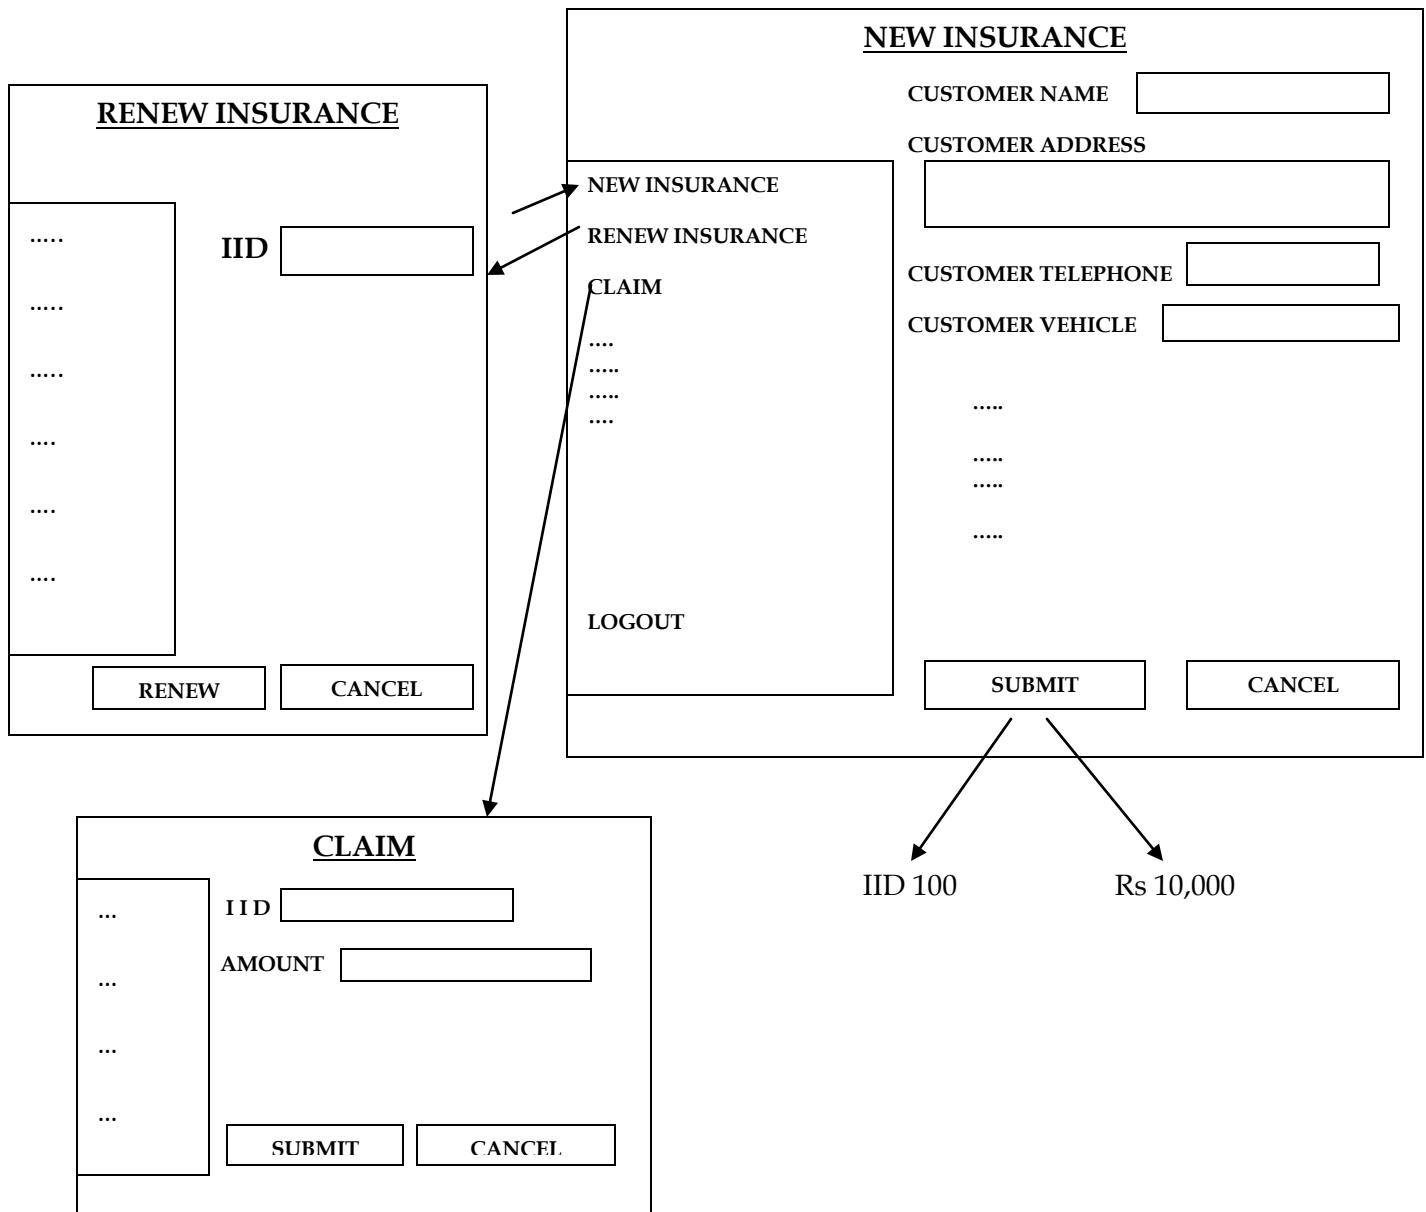 RENEW INSURANCE
.....
IID
.....
.....
....
....
....
RENEW
CANCEL
NEW INSURANCE
NEW INSURANCE
RENEW INSURANCE
CLAIM
....
.....
.....
....
LOGOUT
CUSTOMER NAME
CUSTOMER ADDRESS
CUSTOMER TELEPHONE
CUSTOMER VEHICLE
.....
.....
.....
.....
SUBMIT
CANCEL
IID 100
Rs 10,000
CLAIM
...
...
...
...
I I D
AMOUNT
SUBMIT
CANCEL